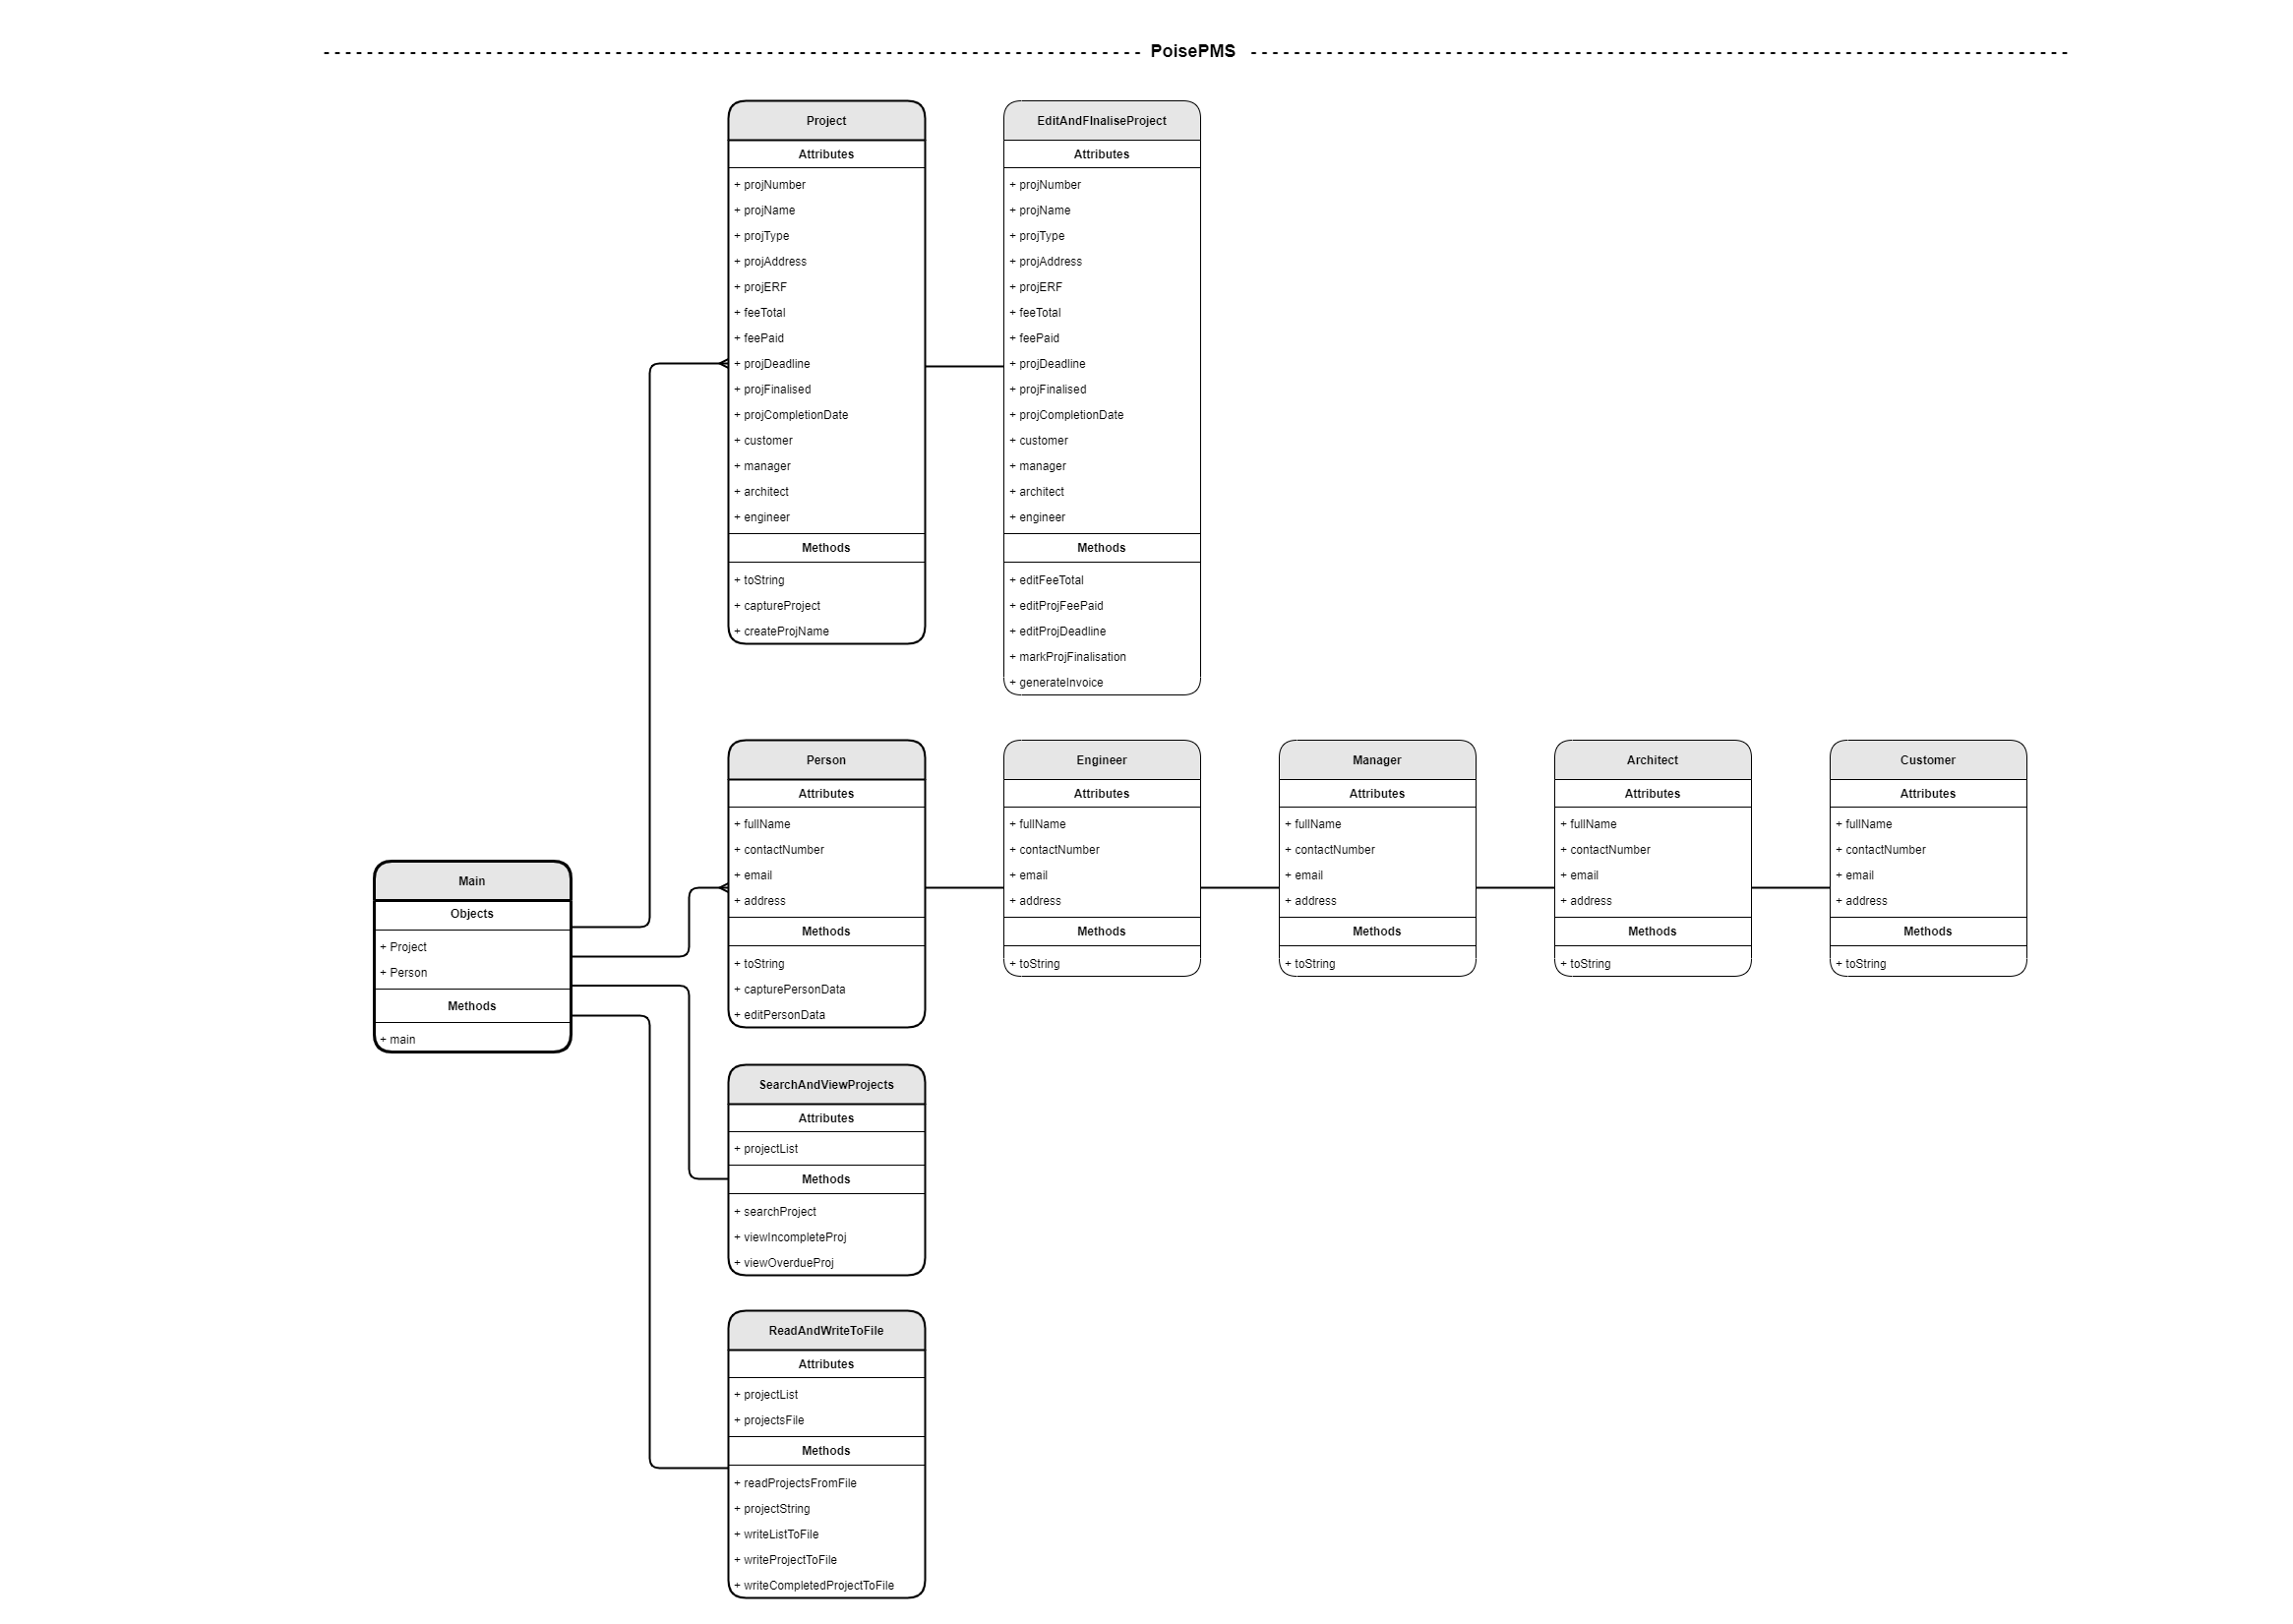 PoisePMS
Project
Attributes
+ projNumber
+ projName
+ projType
+ projAddress
+ projERF
+ feeTotal
+ feePaid
+ projDeadline
+ projFinalised
+ projCompletionDate
+ customer
+ manager
+ architect
+ engineer
Methods
+ toString
+ captureProject
+ createProjName
EditAndFInaliseProject
Attributes
+ projNumber
+ projName
+ projType
+ projAddress
+ projERF
+ feeTotal
+ feePaid
+ projDeadline
+ projFinalised
+ projCompletionDate
+ customer
+ manager
+ architect
+ engineer
Methods
+ editFeeTotal
+ editProjFeePaid
+ editProjDeadline
+ markProjFinalisation
+ generateInvoice
Main
Objects
+ Project
+ Person
Methods
+ main
Person
Attributes
+ fullName
+ contactNumber
+ email
+ address
Methods
+ toString
+ capturePersonData
+ editPersonData
Engineer
Attributes
+ fullName
+ contactNumber
+ email
+ address
Methods
+ toString
Manager
Attributes
+ fullName
+ contactNumber
+ email
+ address
Methods
+ toString
Architect
Attributes
+ fullName
+ contactNumber
+ email
+ address
Methods
+ toString
Customer
Attributes
+ fullName
+ contactNumber
+ email
+ address
Methods
+ toString
SearchAndViewProjects
Attributes
+ projectList
Methods
+ searchProject
+ viewIncompleteProj
+ viewOverdueProj
ReadAndWriteToFile
Attributes
+ projectList
+ projectsFile
Methods
+ readProjectsFromFile
+ projectString
+ writeListToFile
+ writeProjectToFile
+ writeCompletedProjectToFile